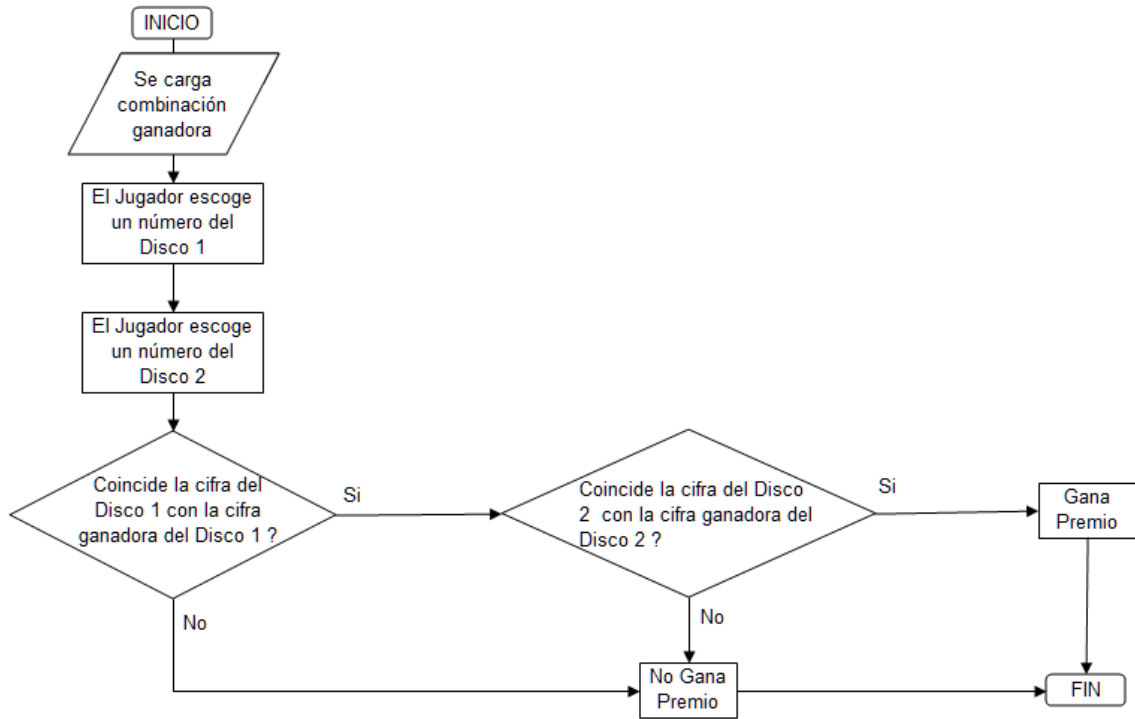 INICIO
Se carga
combinación
ganadora
El Jugador escoge
un número del
Disco 1
El Jugador escoge
un número del
Disco 2
Coincide la cifra del
Disco 1 con la cifra
ganadora del Disco 1 ?
Si
No
Coincide la cifra del Disco
2 con la cifra ganadora del
Disco 2 ?
Si
No
Gana
Premio
No Gana
Premio
FIN